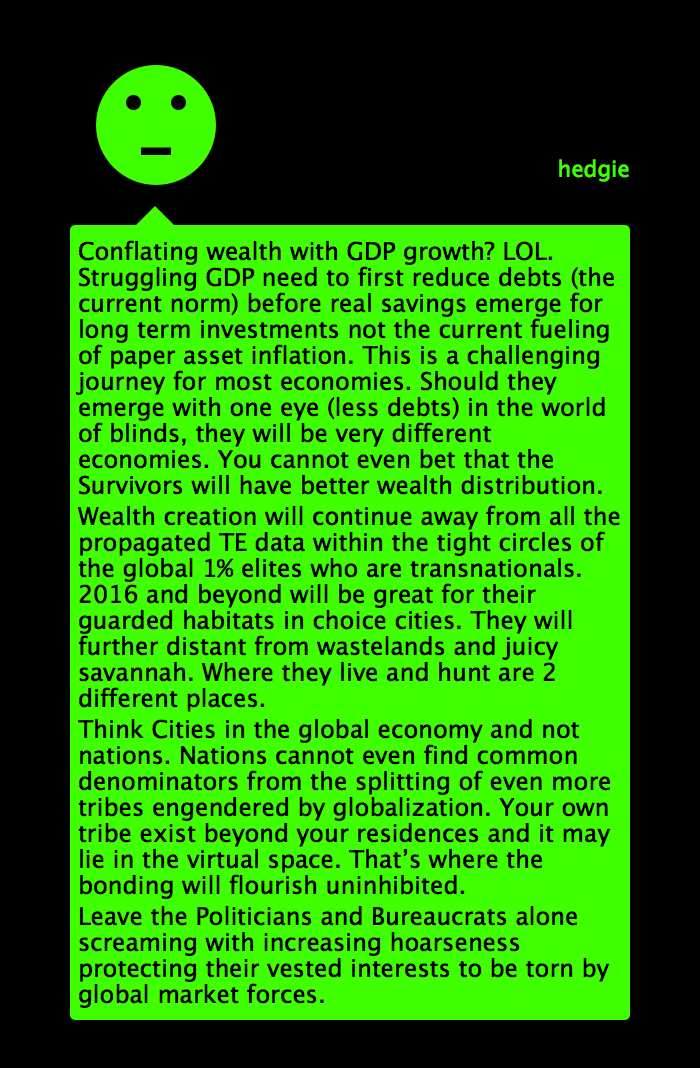 hedgie
Conflating wealth with GDP growth? LOL.
Struggling GDP need to first reduce debts (the
current norm) before real savings emerge for
long term investments not the current fueling
of paper asset inflation. This is a challenging
journey for most economies. Should they
emerge with one eye (less debts) in the world
of blinds, they will be very different
economies. You cannot even bet that the
Survivors will have better wealth distribution.
Wealth creation will continue away from all the
propagated TE data within the tight circles of
the global 1% elites who are transnationals.
2016 and beyond will be great for their
guarded habitats in choice cities. They will
further distant from wastelands and juicy
savannah. Where they live and hunt are 2
different places.
Think Cities in the global economy and not
nations. Nations cannot even find common
denominators from the splitting of even more
tribes engendered by globalization. Your own
tribe exist beyond your residences and it may
lie in the virtual space. That’s where the
bonding will flourish uninhibited.
Leave the Politicians and Bureaucrats alone
screaming with increasing hoarseness
protecting their vested interests to be torn by
global market forces.